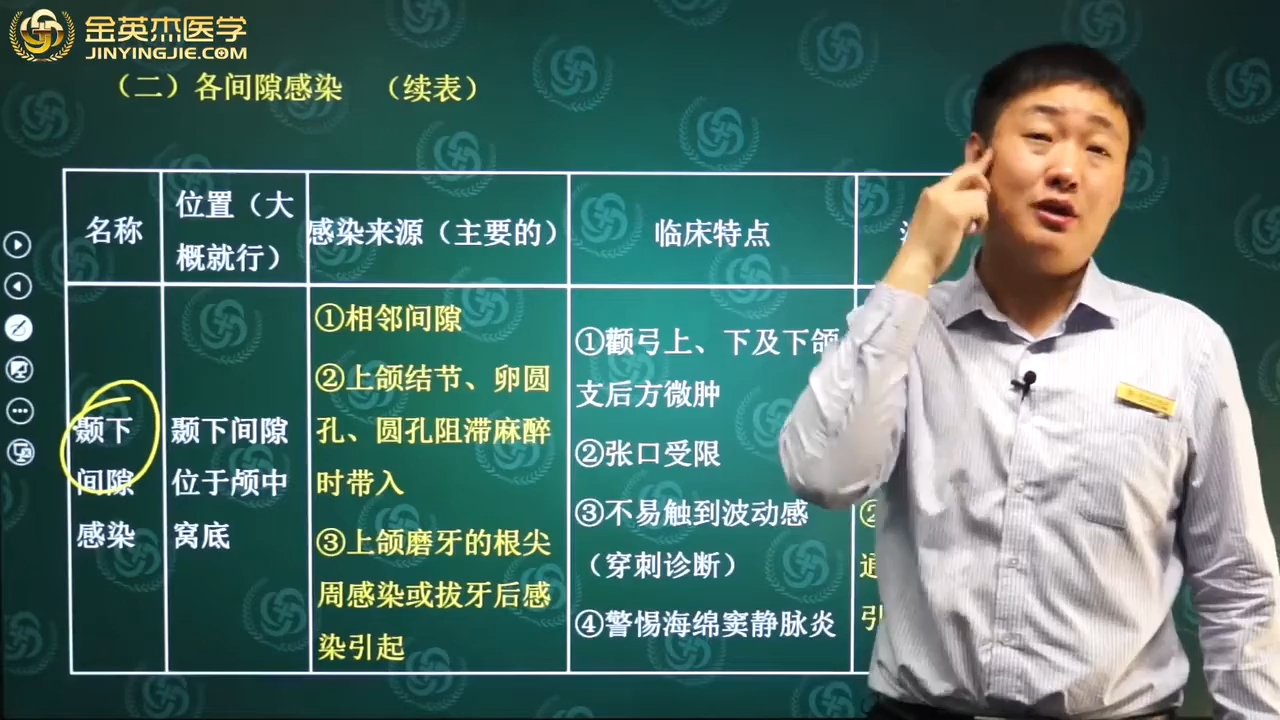 金英杰医学
JINYINGJIE.COM
（二）各间隙感染 （续表）
名称
位置（大
概就行）
感染来源（主要的）
临床特点
颞下
间隙
感染
颞下间隙
位于颅中
窝底
①相邻间隙
②上颌结节、卵圆
孔、圆孔阻滞麻醉
时带入
③上颌磨牙的根尖
周感染或拔牙后感
染引起
①颧弓上、下及下颌
支后方微肿
②张口受限
③不易触到波动感
（穿刺诊断）
④警惕海绵窦静脉炎
②
通
引